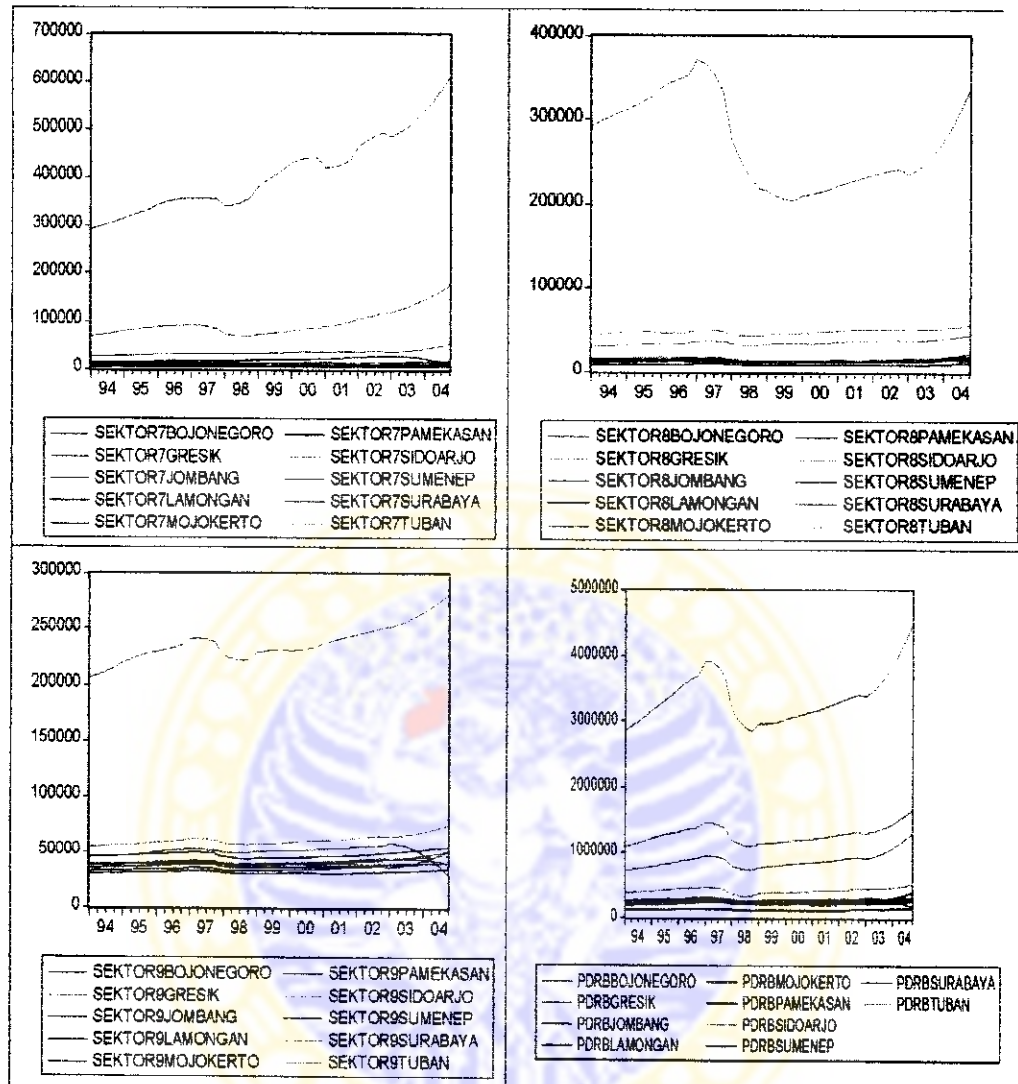 700000
600000
500000
400000
300000
200000
100000
0
94 95 96 97 98 99 00 01 02 03 04
SEKTOR7BOJONEGORO SEKTOR7PAMEKASAN
SEKTOR7GRESIK SEKTOR7SIDOARJO
SEKTOR7JOMBANG SEKTOR7SUMENEP
SEKTOR7LAMONGAN SEKTOR7SURABAYA
SEKTOR7MOJOKERTO SEKTOR7TUBAN
400000
300000
200000
100000
0
94 95 96 97 98 99 00 01 02 03 04
SEKTOR8BOJONEGORO SEKTOR8PAMEKASAN
SEKTOR8GRESIK SEKTOR8SIDOARJO
SEKTOR8JOMBANG SEKTOR8SUMENEP
SEKTOR8LAMONGAN SEKTOR8SURABAYA
SEKTOR8MOJOKERTO SEKTOR8TUBAN
300000
250000
200000
150000
100000
50000
0
94 95 96 97 98 99 00 01 02 03 04
SEKTOR9BOJONEGORO SEKTOR9PAMEKASAN
SEKTOR9GRESIK SEKTOR9SIDOARJO
SEKTOR9JOMBANG SEKTOR9SUMENEP
SEKTOR9LAMONGAN SEKTOR9SURABAYA
SEKTOR9MOJOKERTO SEKTOR9TUBAN
5000000
4000000
3000000
2000000
1000000
0
94 95 96 97 98 99 00 01 02 03 04
PDRBBOJONEGORO PDRBMOJOKERTO PDRBSURABAYA
PDRBGRESIK PDRBPAMEKASAN PDRBTUBAN
PDRBJOMBANG PDRBSIDOARJO
PDRBLAMONGAN PDRBSUMENEP